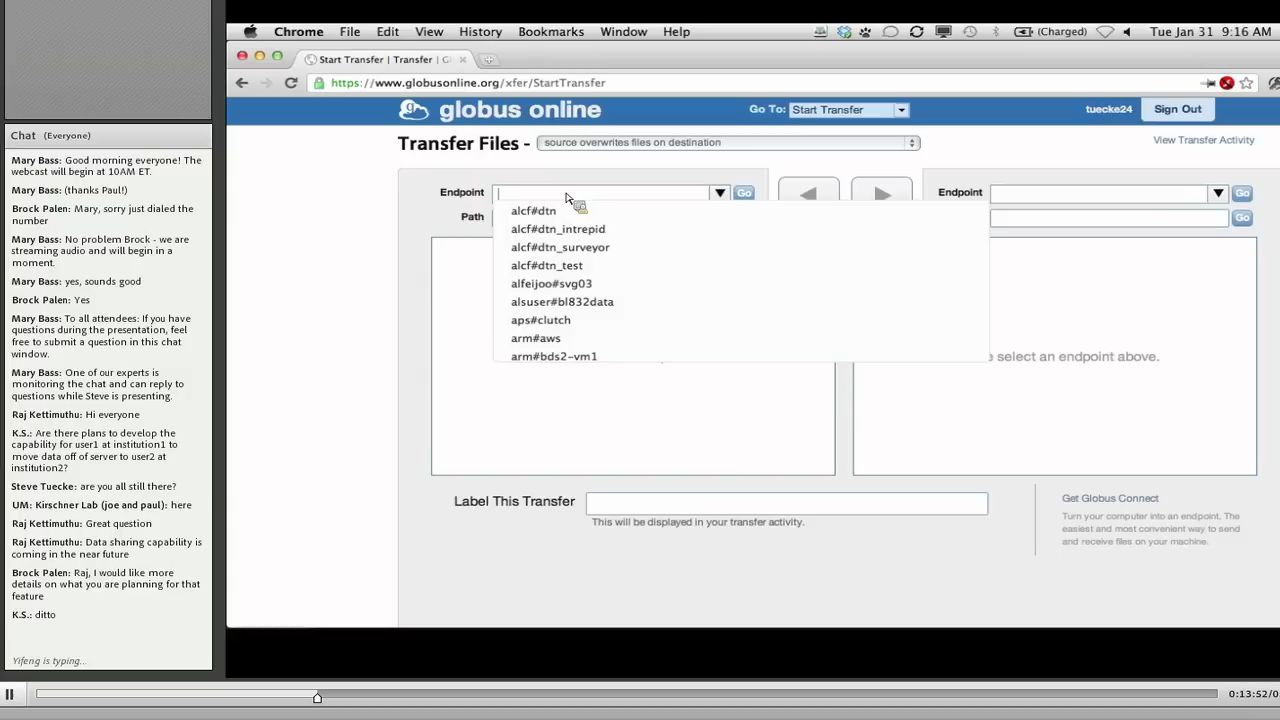 Chrome File Edit View History Bookmarks Window Help (Charged) Tue Jan 31 9:16 AM
Start Transfer | Transfer | G
https://www.globusonline.org/xfer/StartTransfer
globus online Go To: Start Transfer tuecke24 Sign Out
Transfer Files - source overwrites files on destination View Transfer Activity
Endpoint Go Endpoint Go
Path Go
alcf#dtn
alcf#dtn_intrepid
alcf#dtn_surveyor
alcf#dtn_test
alfeijoo#svg03
alsuser#bl832data
aps#clutch
arm#aws
arm#bds2-vm1
e select an endpoint above.
Label This Transfer
This will be displayed in your transfer activity.
Get Globus Connect
Turn your computer into an endpoint. The
easiest and most convenient way to send
and receive files on your machine.
Chat (Everyone)
Mary Bass: Good morning everyone! The
webcast will begin at 10AM ET.
Mary Bass: (thanks Paul!)
Brock Palen: Mary, sorry just dialed the
number
Mary Bass: No problem Brock - we are
streaming audio and will begin in a
moment.
Mary Bass: yes, sounds good
Brock Palen: Yes
Mary Bass: To all attendees: If you have
questions during the presentation, feel
free to submit a question in this chat
window.
Mary Bass: One of our experts is
monitoring the chat and can reply to
questions while Steve is presenting.
Raj Kettimuthu: Hi everyone
K.S.: Are there plans to develop the
capability for user1 at institution1 to
move data off of server to user2 at
institution2?
Steve Tuecke: are you all still there?
UM: Kirschner Lab (joe and paul): here
Raj Kettimuthu: Great question
Raj Kettimuthu: Data sharing capability is
coming in the near future
Brock Palen: Raj, I would like more
details on what you are planning for that
feature
K.S.: ditto
Yifeng is typing...
0:13:52/0